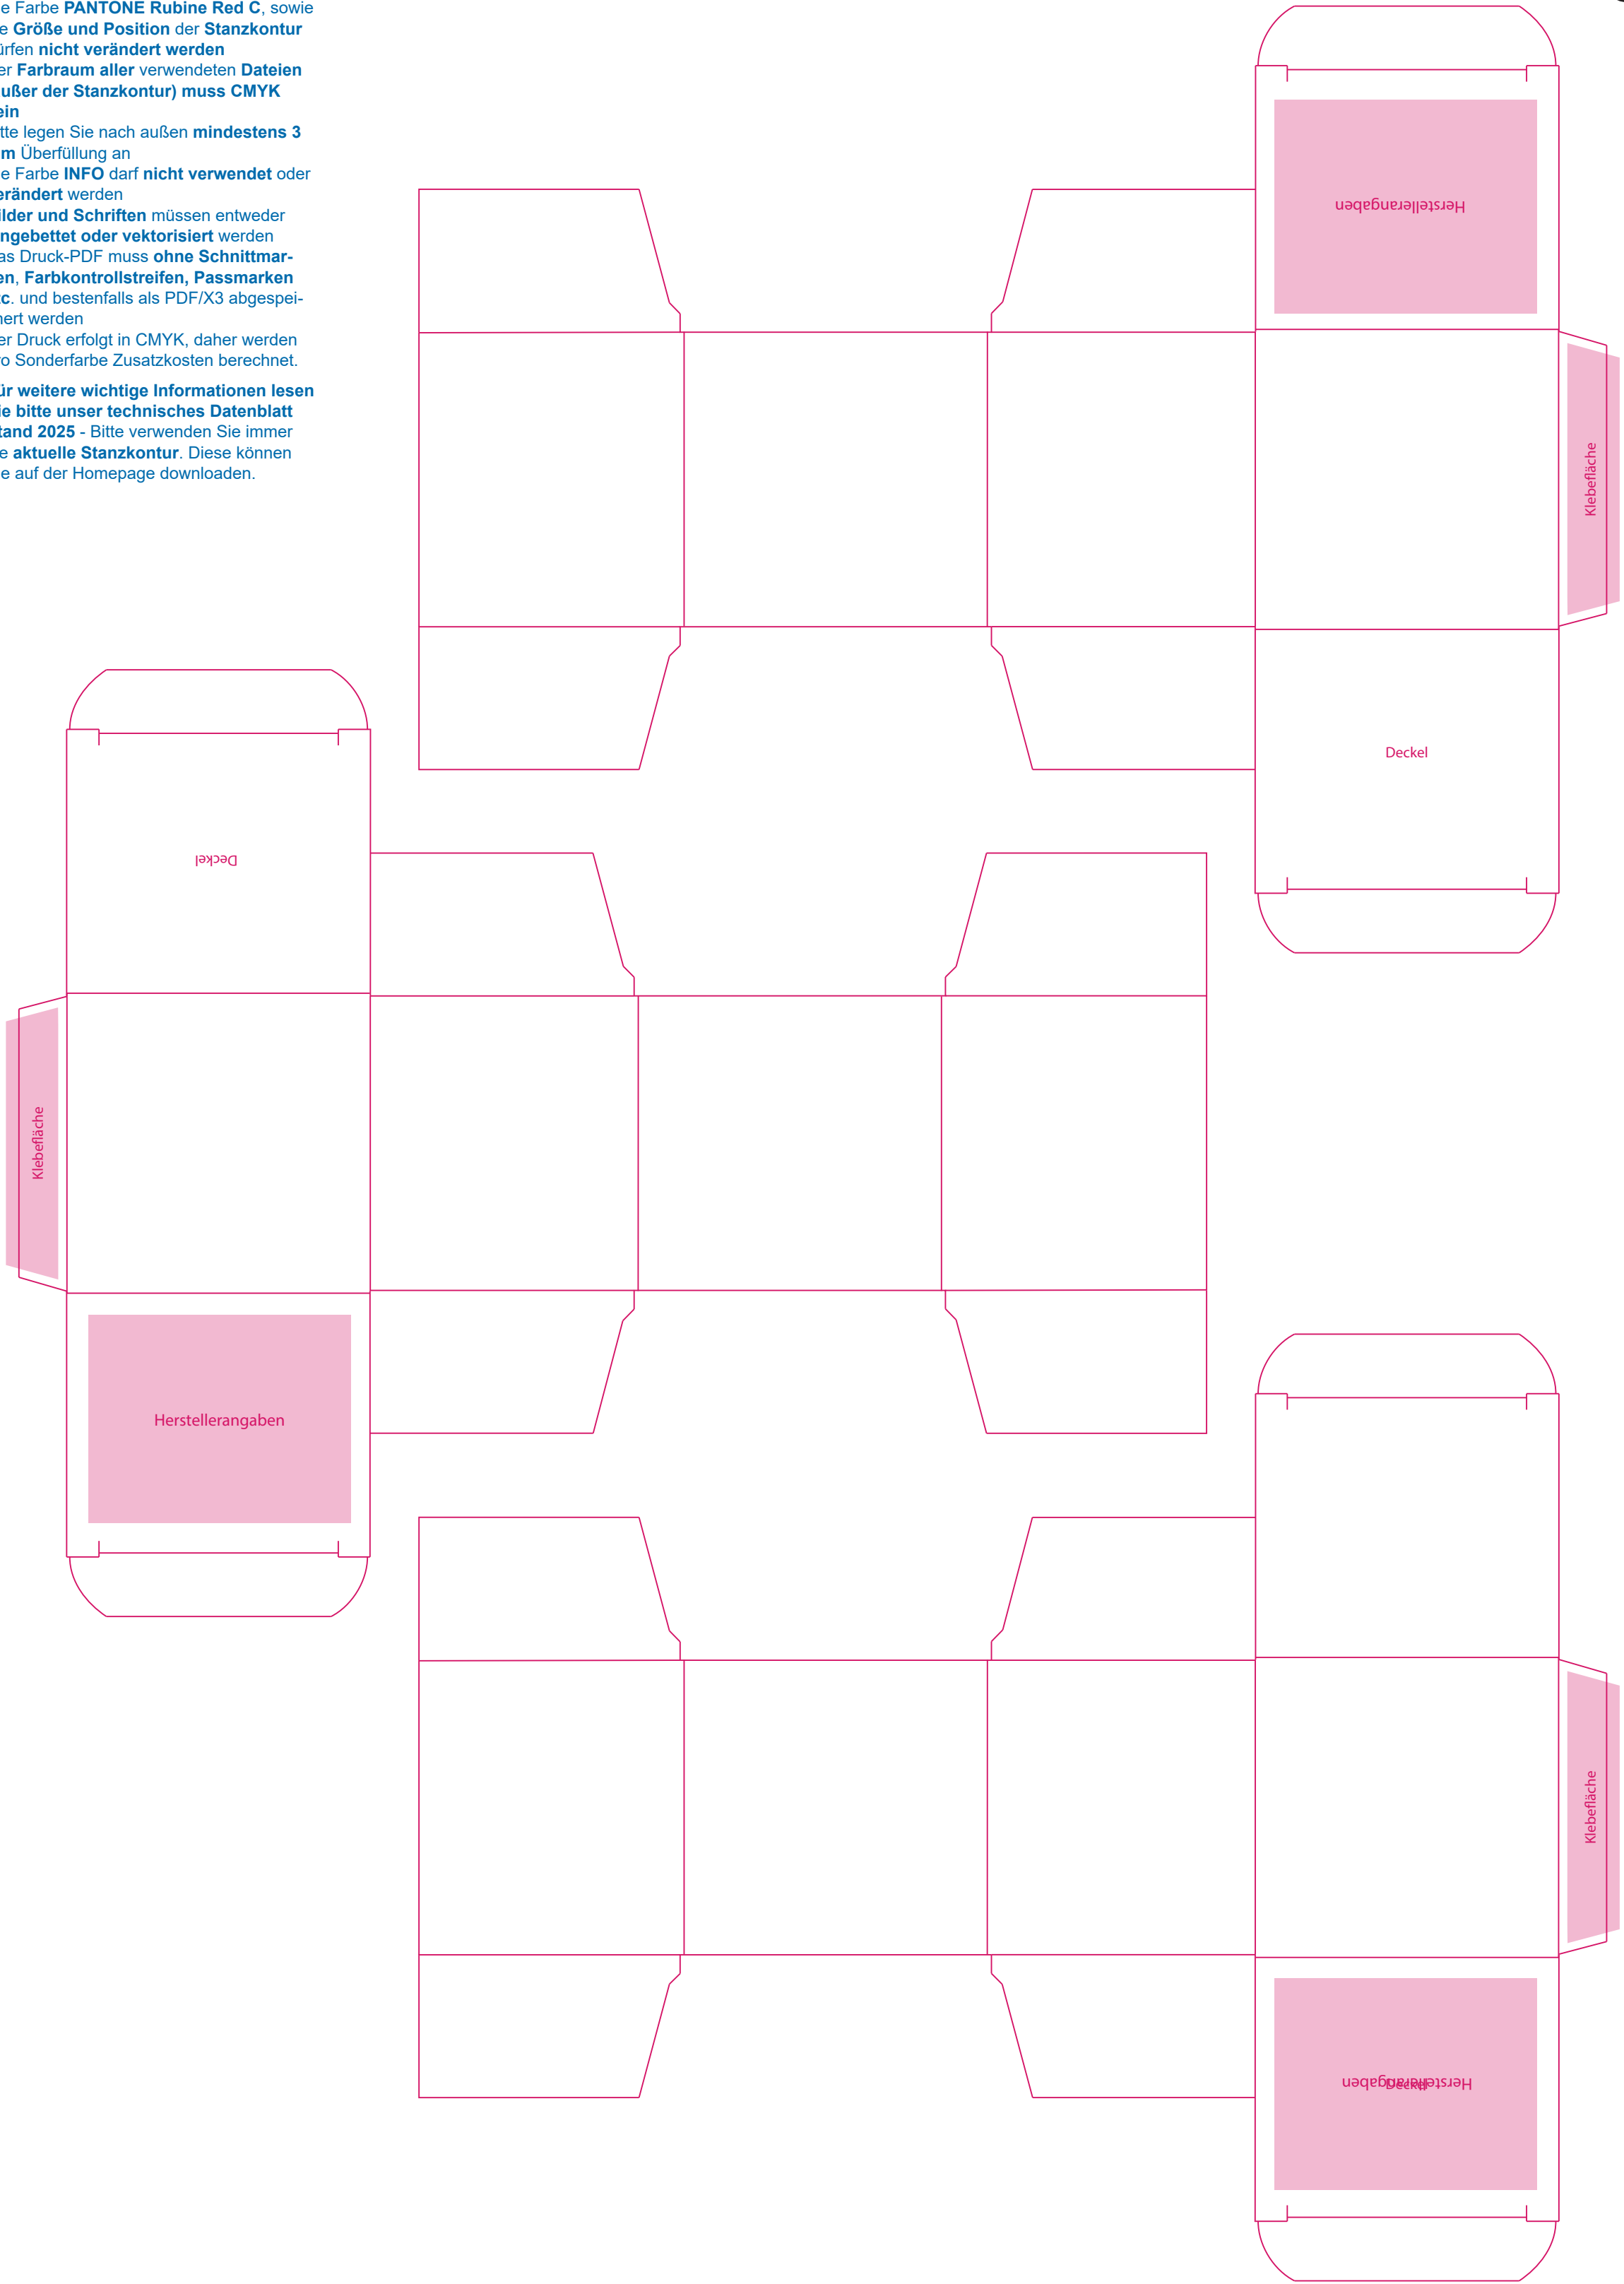 e Farbe PANTONE Rubine Red C, sowie
e Größe und Position der Stanzkontur
ürfen nicht verändert werden
er Farbraum aller verwendeten Dateien
ußer der Stanzkontur) muss CMYK
ein
tte legen Sie nach außen mindestens 3
m Überfüllung an
e Farbe INFO darf nicht verwendet oder
erändert werden
ilder und Schriften müssen entweder
ngebettet oder vektorisiert werden
as Druck-PDF muss ohne Schnittmar-
en, Farbkontrollstreifen, Passmarken
tc. und bestenfalls als PDF/X3 abgespei-
hert werden
er Druck erfolgt in CMYK, daher werden
ro Sonderfarbe Zusatzkosten berechnet.
ür weitere wichtige Informationen lesen
ie bitte unser technisches Datenblatt
tand 2025 - Bitte verwenden Sie immer
e aktuelle Stanzkontur. Diese können
e auf der Homepage downloaden.
Herstellerangaben
Klebefläche
Deckel
Deckel
Klebefläche
Herstellerangaben
Klebefläche
Herstellerangaben
Deckel